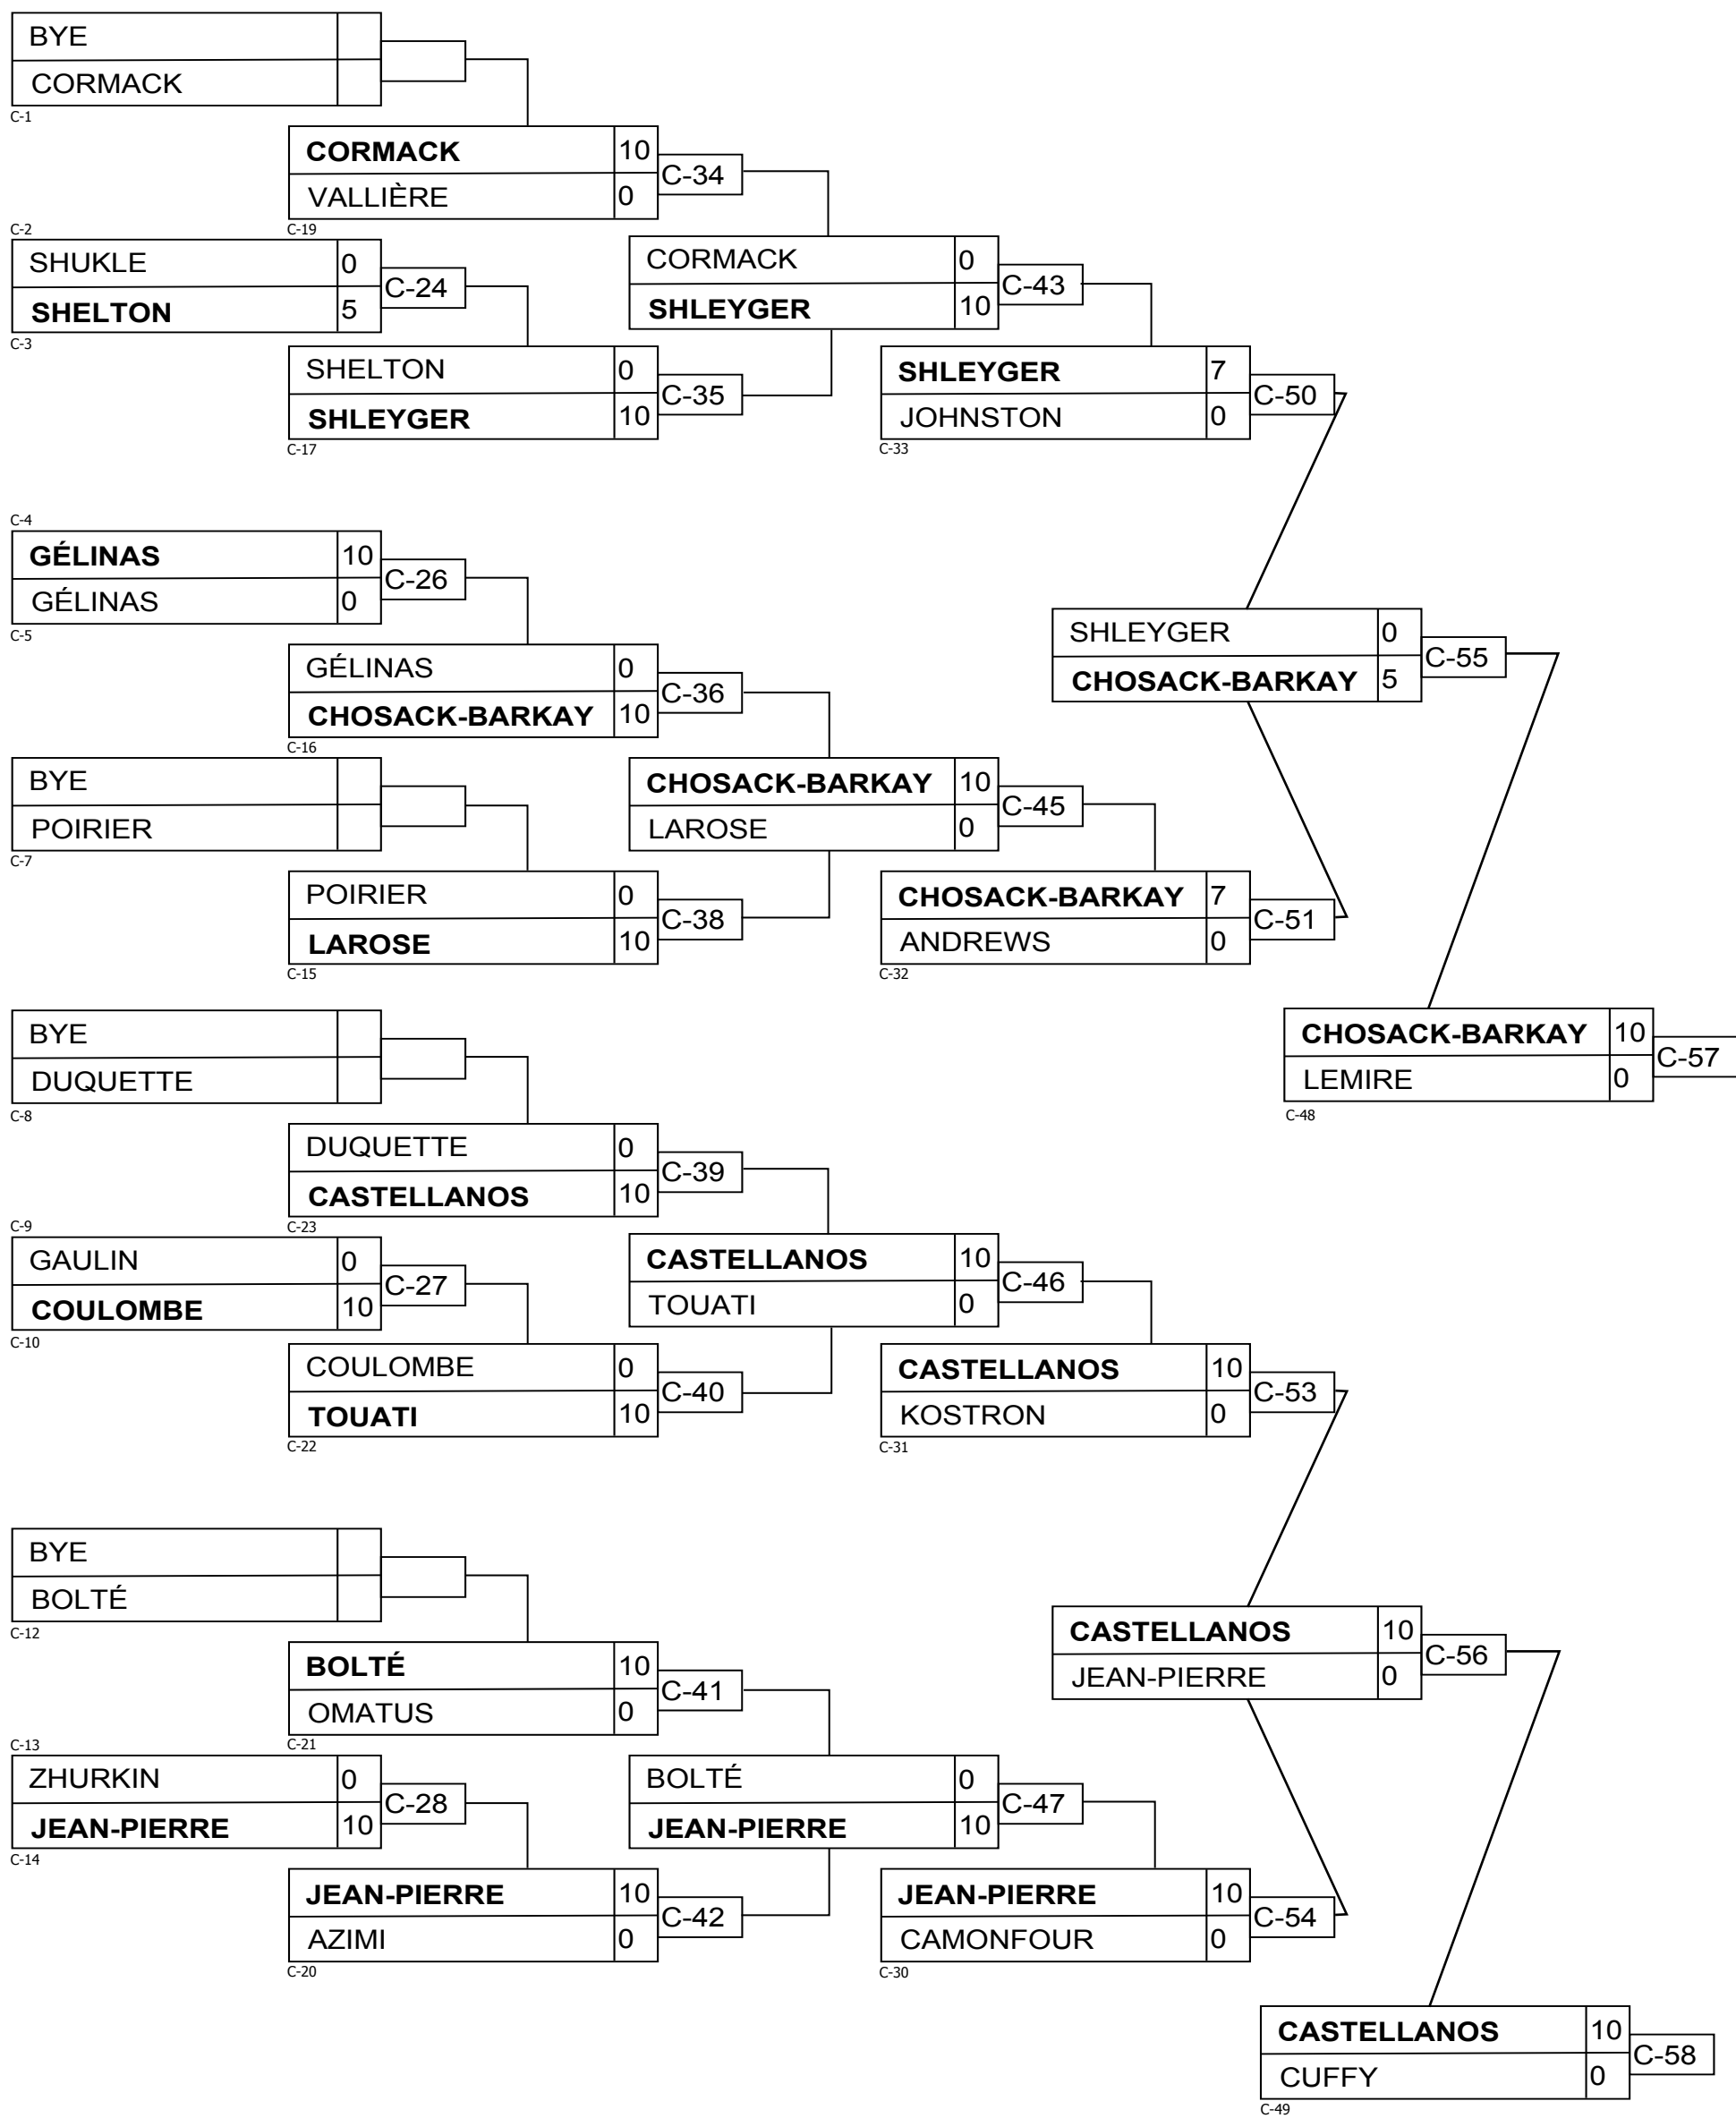 BYE
CORMACK
C-1
CORMACK 10
C-34
VALLIÈRE 0
C-19
C-2
SHUKLE 0
C-24
SHELTON 5
C-3
CORMACK 0
C-43
SHLEYGER 10
SHELTON 0
C-35
SHLEYGER 10
C-17
SHLEYGER 7
C-50
JOHNSTON 0
C-33
C-4
GÉLINAS 10
C-26
GÉLINAS 0
C-5
SHLEYGER 0
C-55
CHOSACK-BARKAY 5
GÉLINAS 0
C-36
CHOSACK-BARKAY 10
C-16
BYE
POIRIER
C-7
CHOSACK-BARKAY 10
C-45
LAROSE 0
POIRIER 0
C-38
LAROSE 10
C-15
CHOSACK-BARKAY 7
C-51
ANDREWS 0
C-32
BYE
DUQUETTE
C-8
CHOSACK-BARKAY 10
C-57
LEMIRE 0
C-48
DUQUETTE 0
C-39
CASTELLANOS 10
C-23
C-9
GAULIN 0
C-27
COULOMBE 10
C-10
CASTELLANOS 10
C-46
TOUATI 0
COULOMBE 0
C-40
TOUATI 10
C-22
CASTELLANOS 10
C-53
KOSTRON 0
C-31
BYE
BOLTÉ
C-12
CASTELLANOS 10
C-56
JEAN-PIERRE 0
BOLTÉ 10
C-41
OMATUS 0
C-21
C-13
ZHURKIN 0
C-28
JEAN-PIERRE 10
C-14
BOLTÉ 0
C-47
JEAN-PIERRE 10
JEAN-PIERRE 10
C-42
AZIMI 0
C-20
JEAN-PIERRE 10
C-54
CAMONFOUR 0
C-30
CASTELLANOS 10
C-58
CUFFY 0
C-49